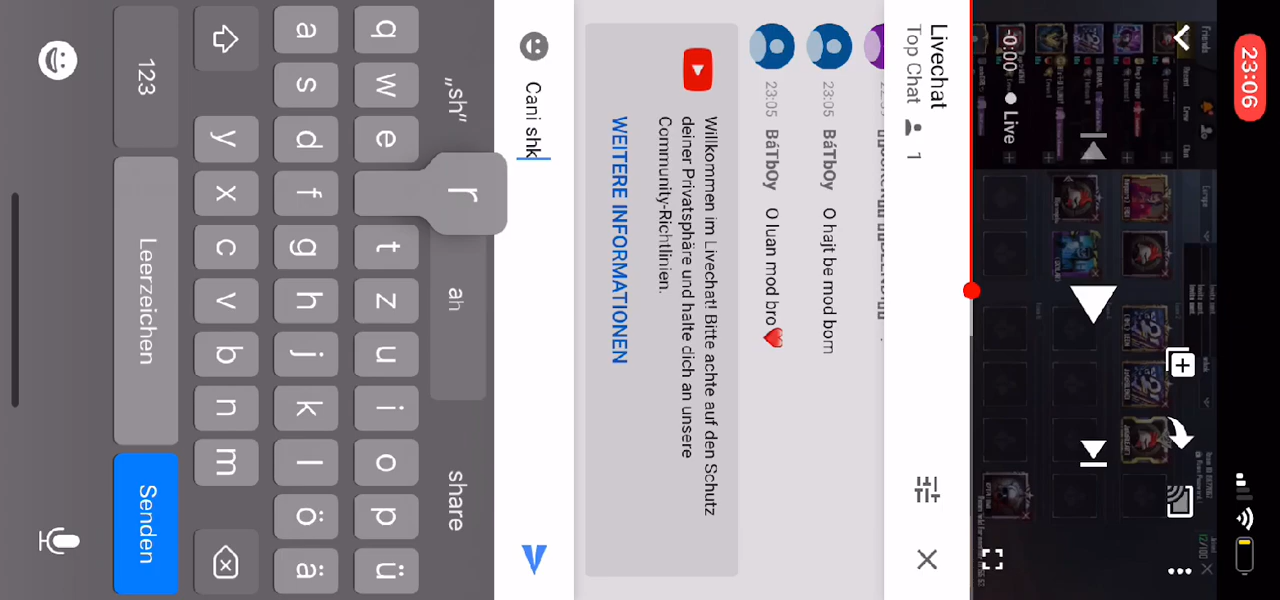 23:06
Friends
-0:00
Live
Livechat
Top Chat
1
23:05 BáTbOy O hajt be mod bom
23:05 BáTbOy O luan mod bro❤️
Willkommen im Livechat! Bitte achte auf den Schutz
deiner Privatsphäre und halte dich an unsere
Community-Richtlinien.
WEITERE INFORMATIONEN
Cani shk
„sh“ ah share
q w e r t z u i o p ü
a s d f g h j k l ö ä
y x c v b n m
123 Leerzeichen Senden